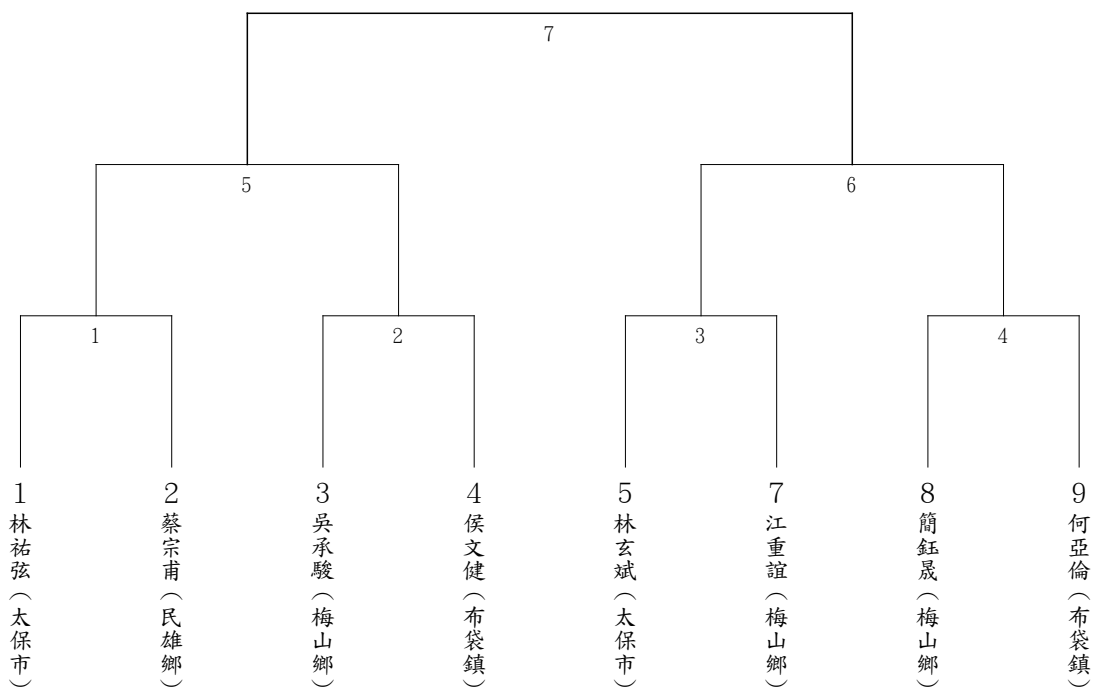 7
5
6
1
2
3
4
1
林祐弦(太保市)
2
蔡宗甫(民雄鄉)
3
吳承駿(梅山鄉)
4
侯文健(布袋鎮)
5
林玄斌(太保市)
7
江重誼(梅山鄉)
8
簡鈺晟(梅山鄉)
9
何亞倫(布袋鎮)